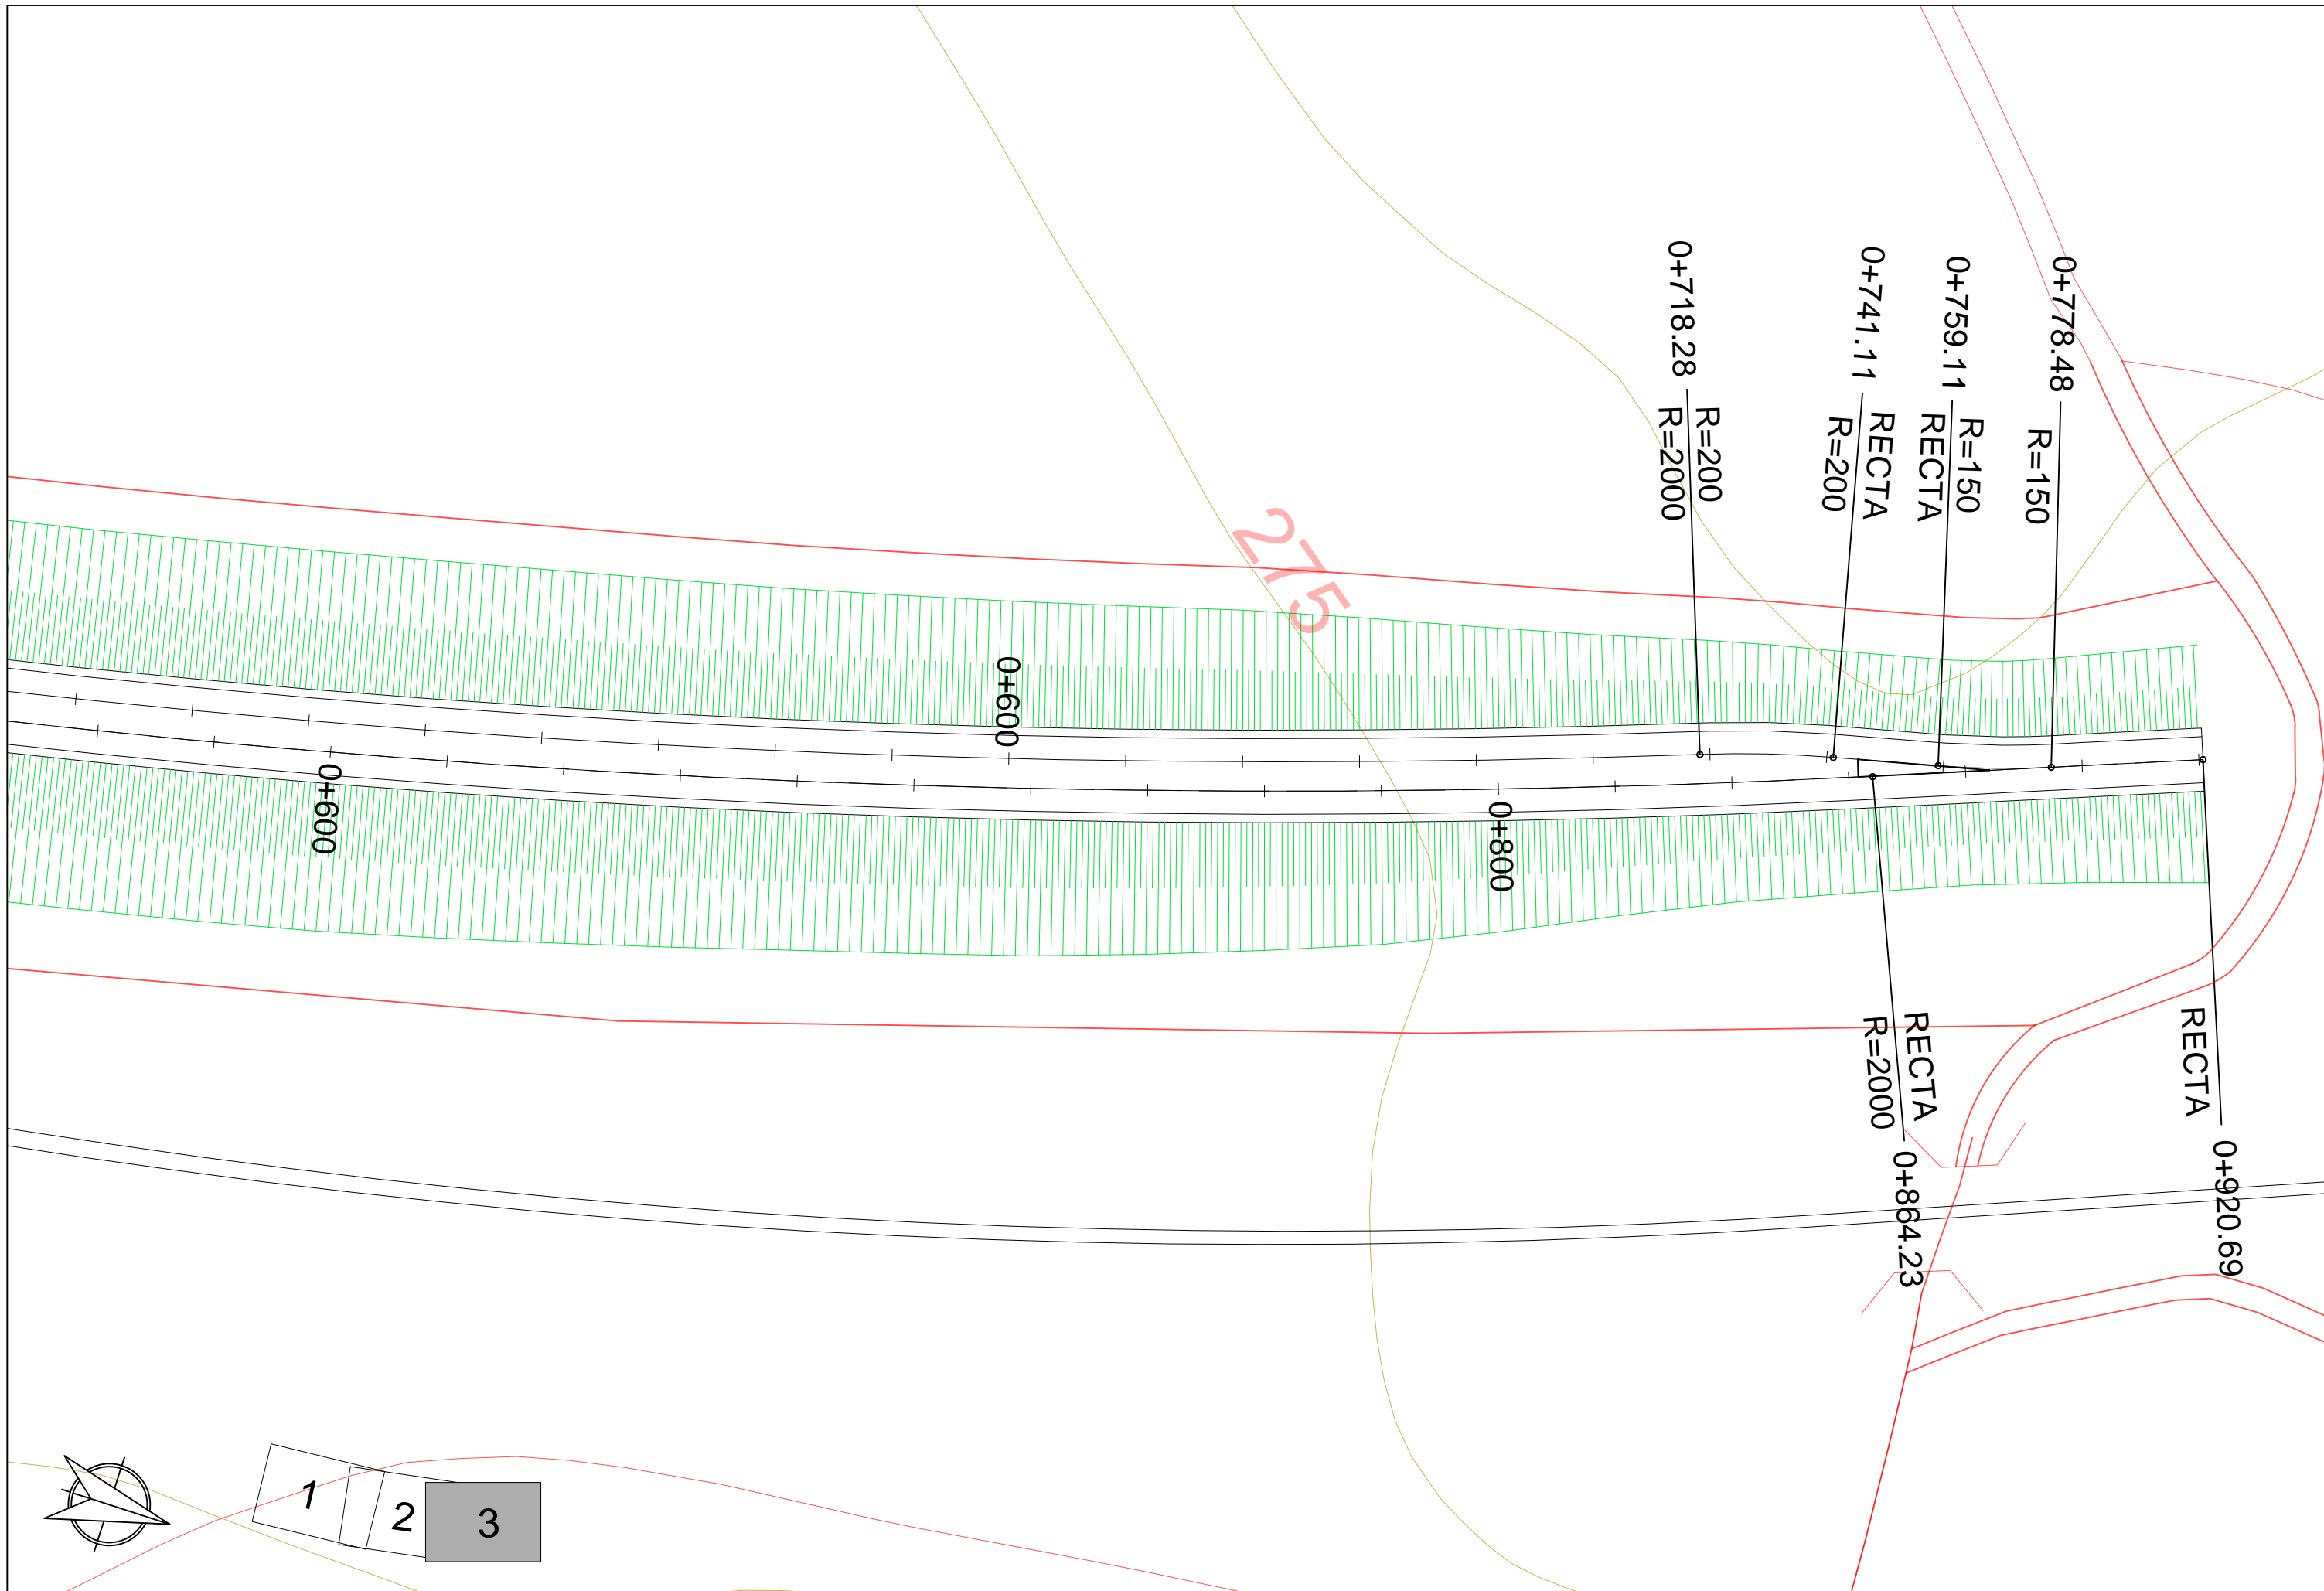 0+718.28
R=200
R=2000
0+741.11
RECTA
R=200
0+759.11
R=150
RECTA
0+778.48
R=150
275
0+600
0+600
0+800
RECTA
R=2000
0+864.23
RECTA
0+920.69
1
2
3